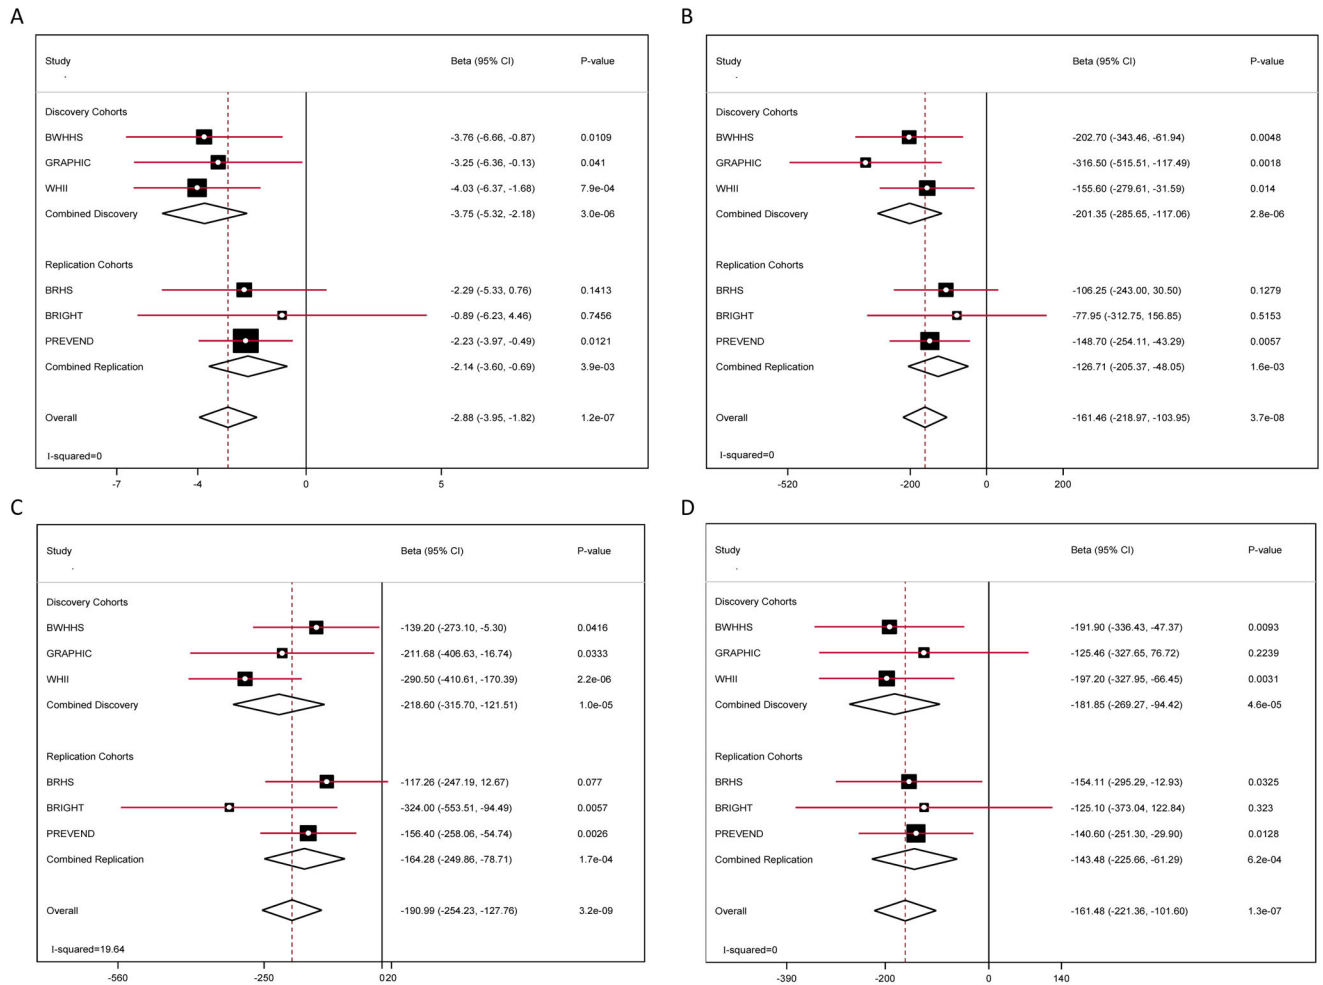 A
Study Beta (95% CI) P-value
Discovery Cohorts
BWHHS -3.76 (-6.66, -0.87) 0.0109
GRAPHIC -3.25 (-6.36, -0.13) 0.041
WHII -4.03 (-6.37, -1.68) 7.9e-04
Combined Discovery -3.75 (-5.32, -2.18) 3.0e-06
Replication Cohorts
BRHS -2.29 (-5.33, 0.76) 0.1413
BRIGHT -0.89 (-6.23, 4.46) 0.7456
PREVEND -2.23 (-3.97, -0.49) 0.0121
Combined Replication -2.14 (-3.60, -0.69) 3.9e-03
Overall -2.88 (-3.95, -1.82) 1.2e-07
I-squared=0
-7 -4 0 5
B
Study Beta (95% CI) P-value
Discovery Cohorts
BWHHS -202.70 (-343.46, -61.94) 0.0048
GRAPHIC -316.50 (-515.51, -117.49) 0.0018
WHII -155.60 (-279.61, -31.59) 0.014
Combined Discovery -201.35 (-285.65, -117.06) 2.8e-06
Replication Cohorts
BRHS -106.25 (-243.00, 30.50) 0.1279
BRIGHT -77.95 (-312.75, 156.85) 0.5153
PREVEND -148.70 (-254.11, -43.29) 0.0057
Combined Replication -126.71 (-205.37, -48.05) 1.6e-03
Overall -161.46 (-218.97, -103.95) 3.7e-08
I-squared=0
-520 -200 0 200
C
Study Beta (95% CI) P-value
Discovery Cohorts
BWHHS -139.20 (-273.10, -5.30) 0.0416
GRAPHIC -211.68 (-406.63, -16.74) 0.0333
WHII -290.50 (-410.61, -170.39) 2.2e-06
Combined Discovery -218.60 (-315.70, -121.51) 1.0e-05
Replication Cohorts
BRHS -117.26 (-247.19, 12.67) 0.077
BRIGHT -324.00 (-553.51, -94.49) 0.0057
PREVEND -156.40 (-258.06, -54.74) 0.0026
Combined Replication -164.28 (-249.86, -78.71) 1.7e-04
Overall -190.99 (-254.23, -127.76) 3.2e-09
I-squared=19.64
-560 -250 0 20
D
Study Beta (95% CI) P-value
Discovery Cohorts
BWHHS -191.90 (-336.43, -47.37) 0.0093
GRAPHIC -125.46 (-327.65, 76.72) 0.2239
WHII -197.20 (-327.95, -66.45) 0.0031
Combined Discovery -181.85 (-269.27, -94.42) 4.6e-05
Replication Cohorts
BRHS -154.11 (-295.29, -12.93) 0.0325
BRIGHT -125.10 (-373.04, 122.84) 0.323
PREVEND -140.60 (-251.30, -29.90) 0.0128
Combined Replication -143.48 (-225.66, -61.29) 6.2e-04
Overall -161.48 (-221.36, -101.60) 1.3e-07
I-squared=0
-390 -200 0 140